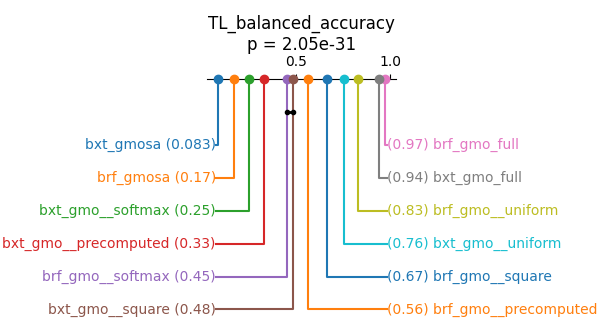 TL_balanced_accuracy
p = 2.05e-31
0.5 1.0
bxt_gmosa (0.083) (0.97) brf_gmo_full
brf_gmosa (0.17) (0.94) bxt_gmo_full
bxt_gmo__softmax (0.25) (0.83) brf_gmo__uniform
bxt_gmo__precomputed (0.33) (0.76) bxt_gmo__uniform
brf_gmo__softmax (0.45) (0.67) brf_gmo__square
bxt_gmo__square (0.48) (0.56) brf_gmo__precomputed